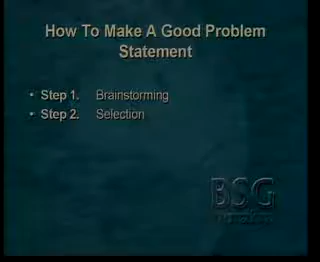 How To Make A Good Problem
Statement
• Step 1. Brainstorming
• Step 2. Selection
BSG